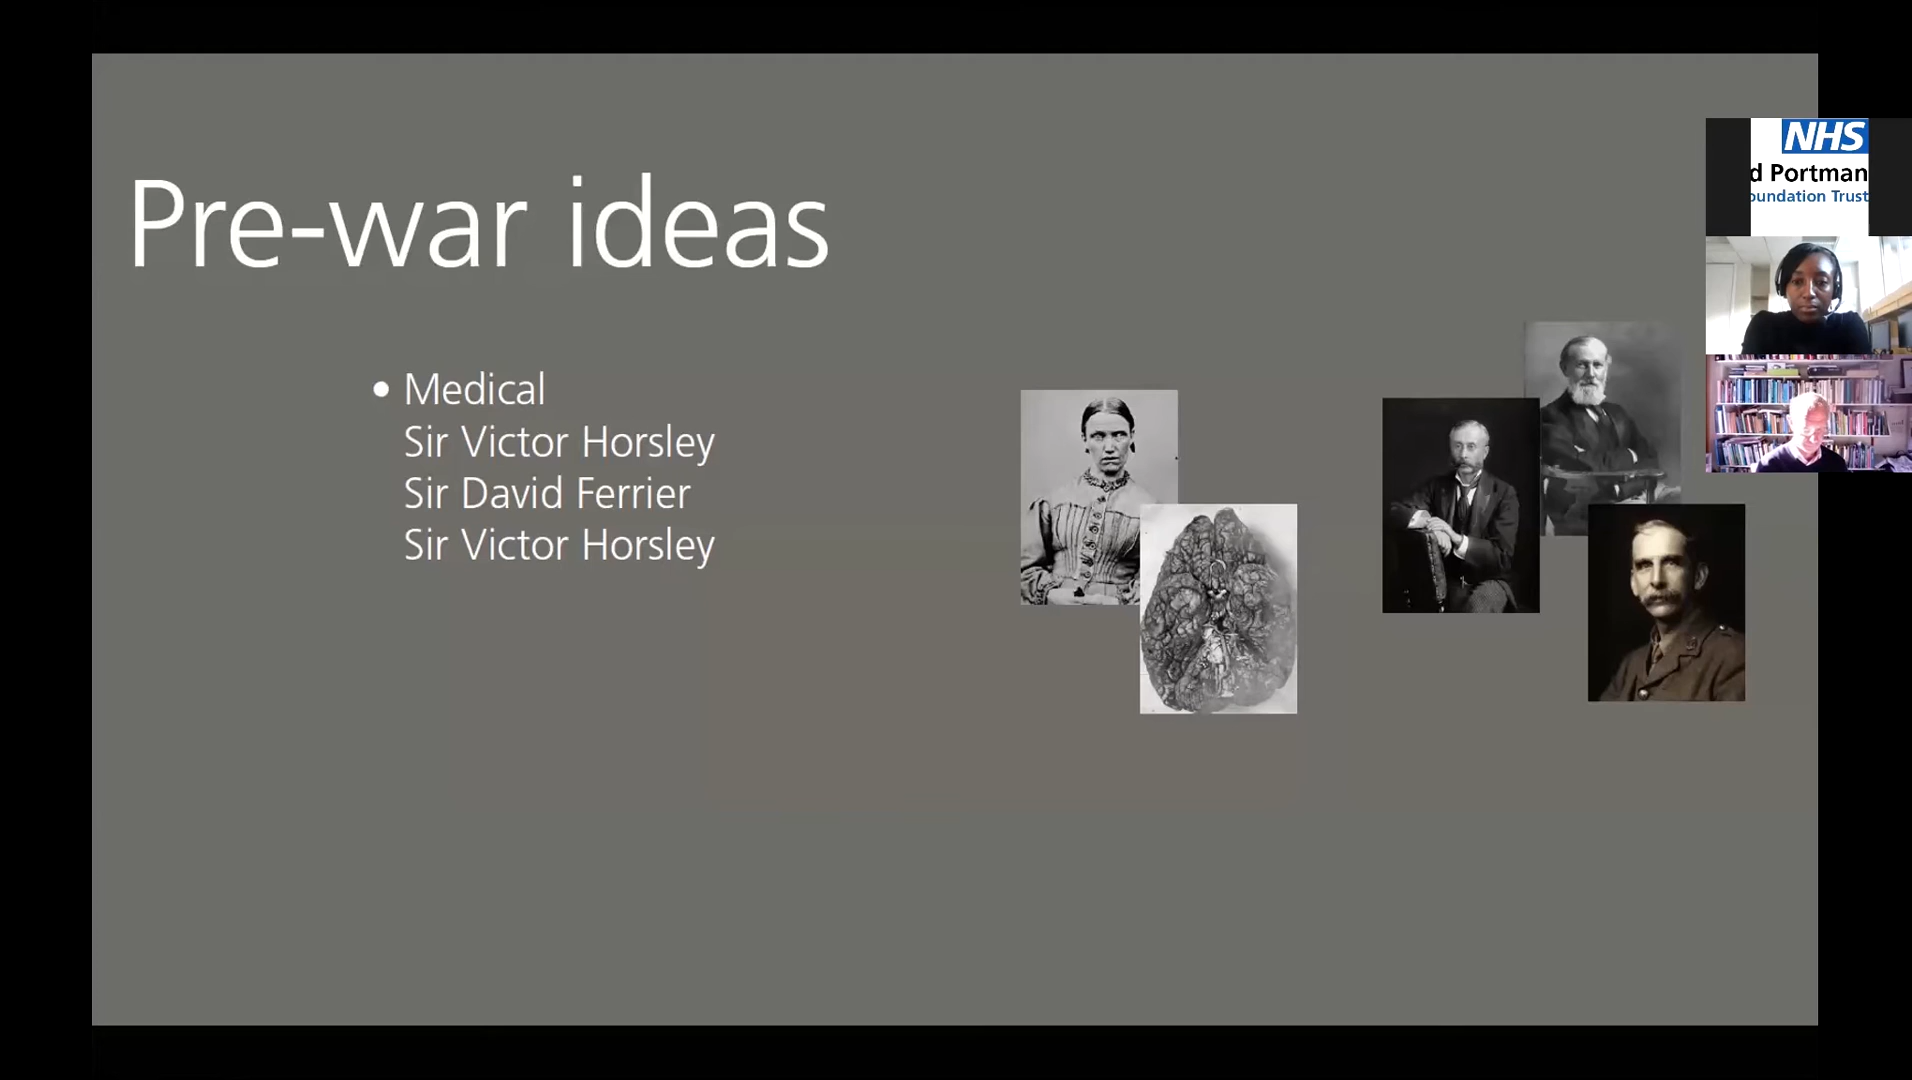 Pre-war ideas
• Medical
Sir Victor Horsley
Sir David Ferrier
Sir Victor Horsley
NHS
d Portman
oundation Trust